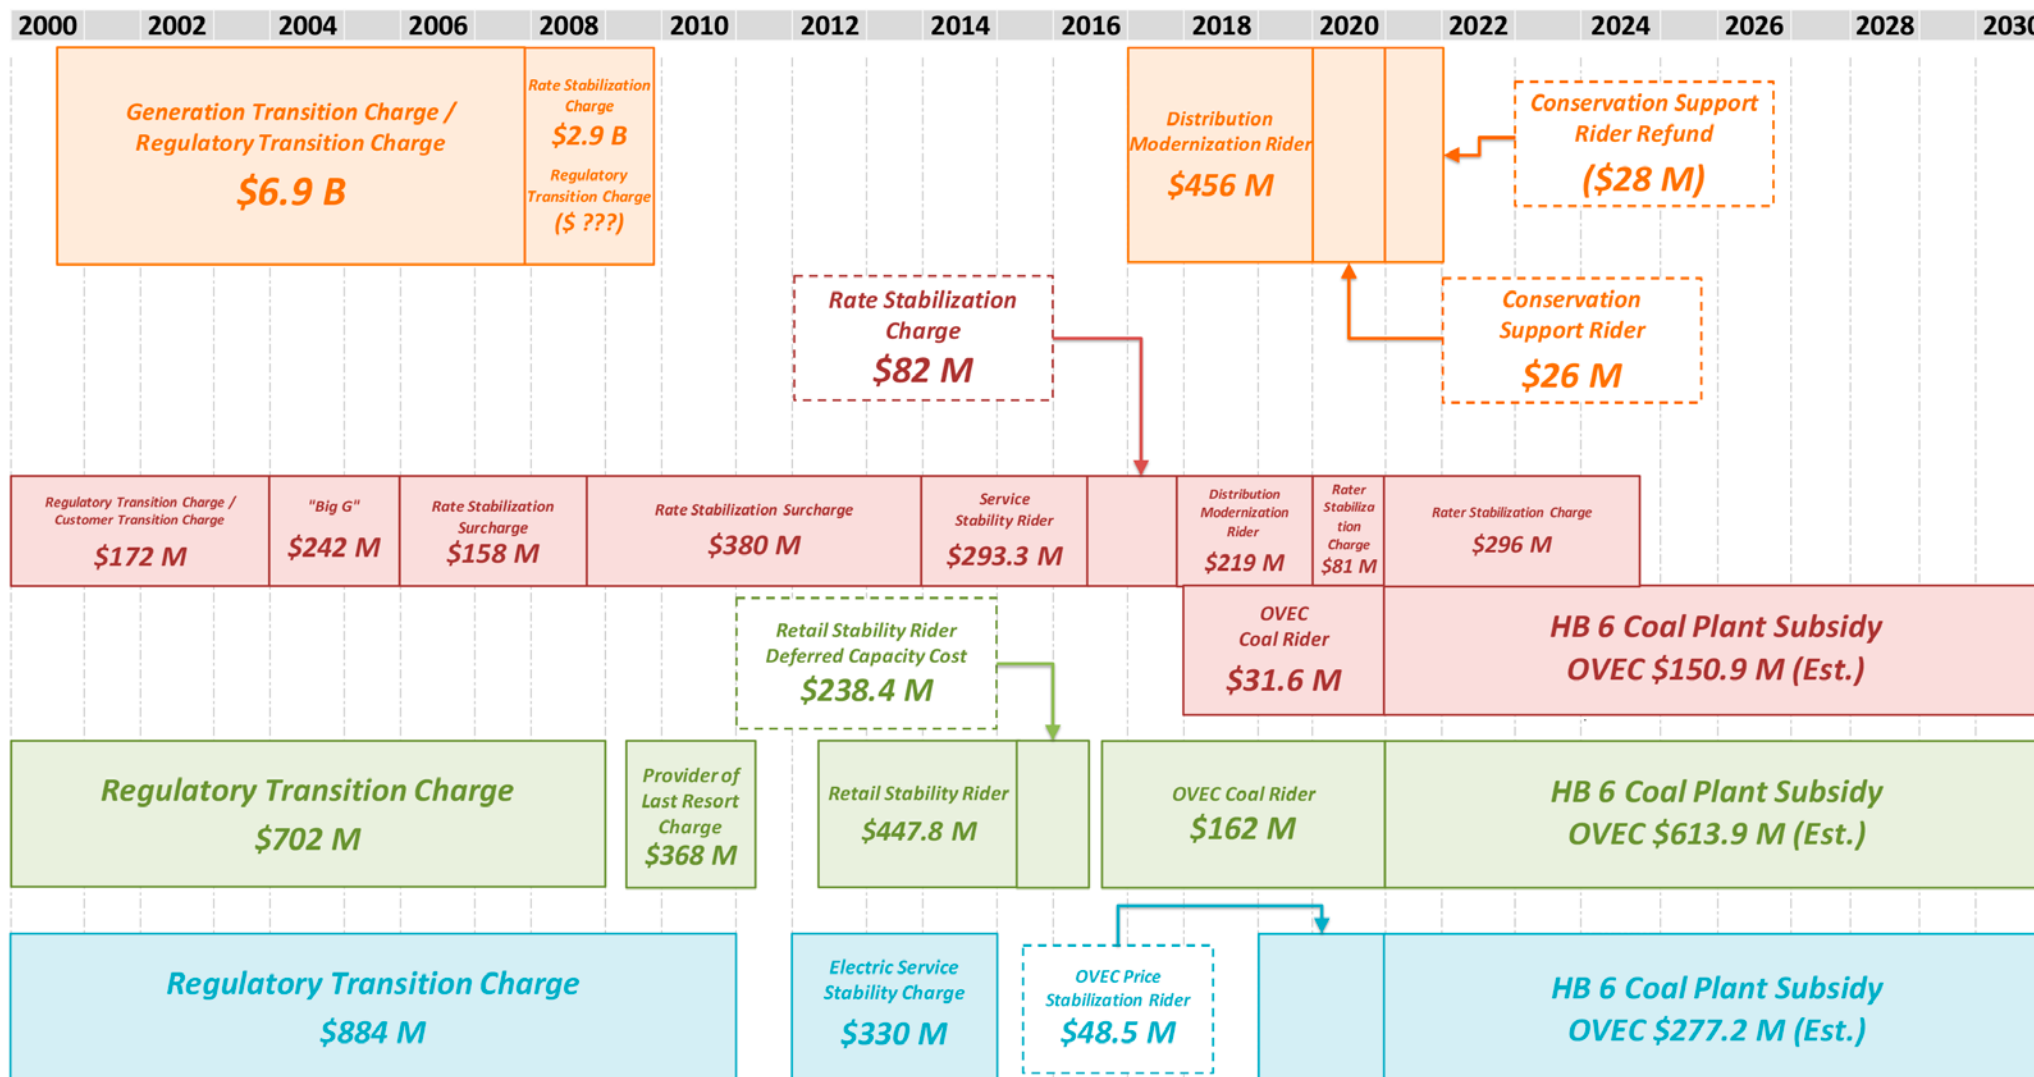 2000 2002 2004 2006 2008 2010 2012 2014 2016 2018 2020 2022 2024 2026 2028 2030
Generation Transition Charge /
Regulatory Transition Charge
$6.9 B
Rate Stabilization
Charge
$2.9 B
Regulatory
Transition Charge
($ ???)
Distribution
Modernization Rider
$456 M
Conservation Support
Rider Refund
($28 M)
Rate Stabilization
Charge
$82 M
Conservation
Support Rider
$26 M
Regulatory Transition Charge /
Customer Transition Charge
$172 M
"Big G"
$242 M
Rate Stabilization
Surcharge
$158 M
Rate Stabilization Surcharge
$380 M
Service
Stability Rider
$293.3 M
Distribution
Modernization
Rider
$219 M
Rater
Stabiliza
tion
Charge
$81 M
Rater Stabilization Charge
$296 M
OVEC
Coal Rider
$31.6 M
HB 6 Coal Plant Subsidy
OVEC $150.9 M (Est.)
Retail Stability Rider
Deferred Capacity Cost
$238.4 M
Regulatory Transition Charge
$702 M
Provider of
Last Resort
Charge
$368 M
Retail Stability Rider
$447.8 M
OVEC Coal Rider
$162 M
HB 6 Coal Plant Subsidy
OVEC $613.9 M (Est.)
Regulatory Transition Charge
$884 M
Electric Service
Stability Charge
$330 M
OVEC Price
Stabilization Rider
$48.5 M
HB 6 Coal Plant Subsidy
OVEC $277.2 M (Est.)